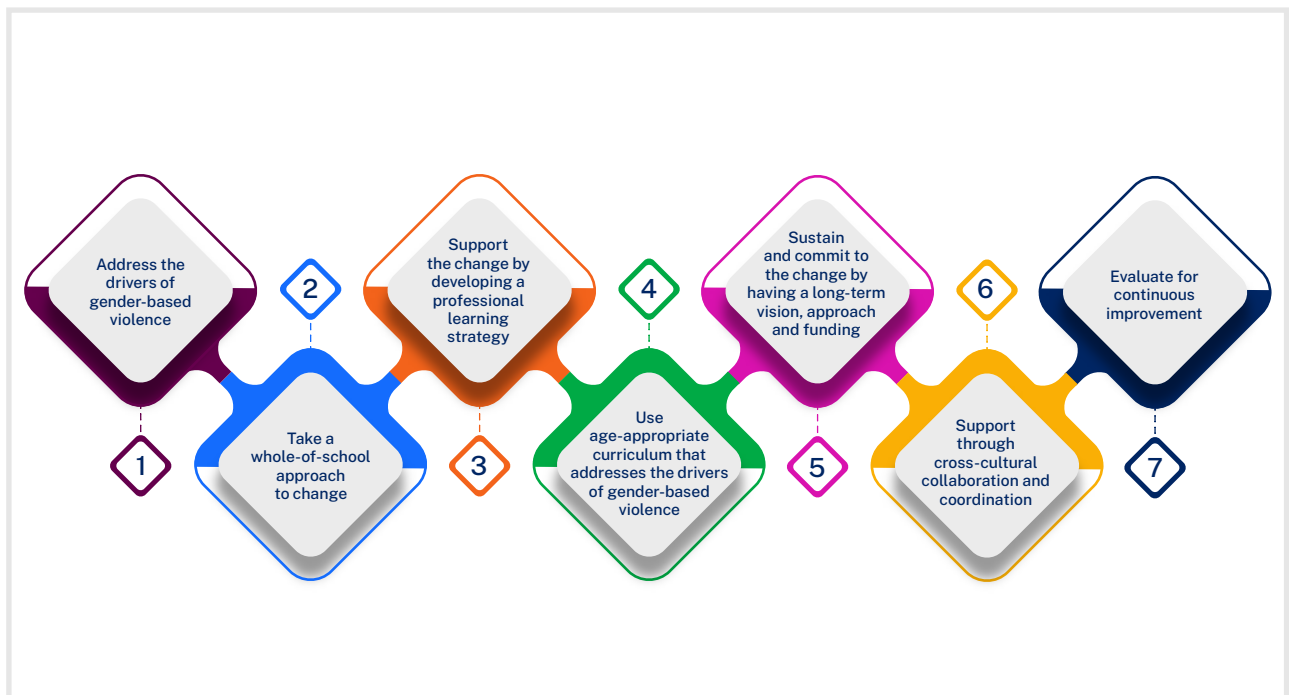 1
Address the
drivers of
gender-based
violence
2
Take a
whole-of-school
approach
to change
3
Support
the change by
developing a
professional
learning
strategy
4
Use
age-appropriate
curriculum that
addresses the drivers
of gender-based
violence
5
Sustain
and commit to
the change by
having a long-term
vision, approach
and funding
6
Support
through
cross-cultural
collaboration and
coordination
7
Evaluate for
continuous
improvement